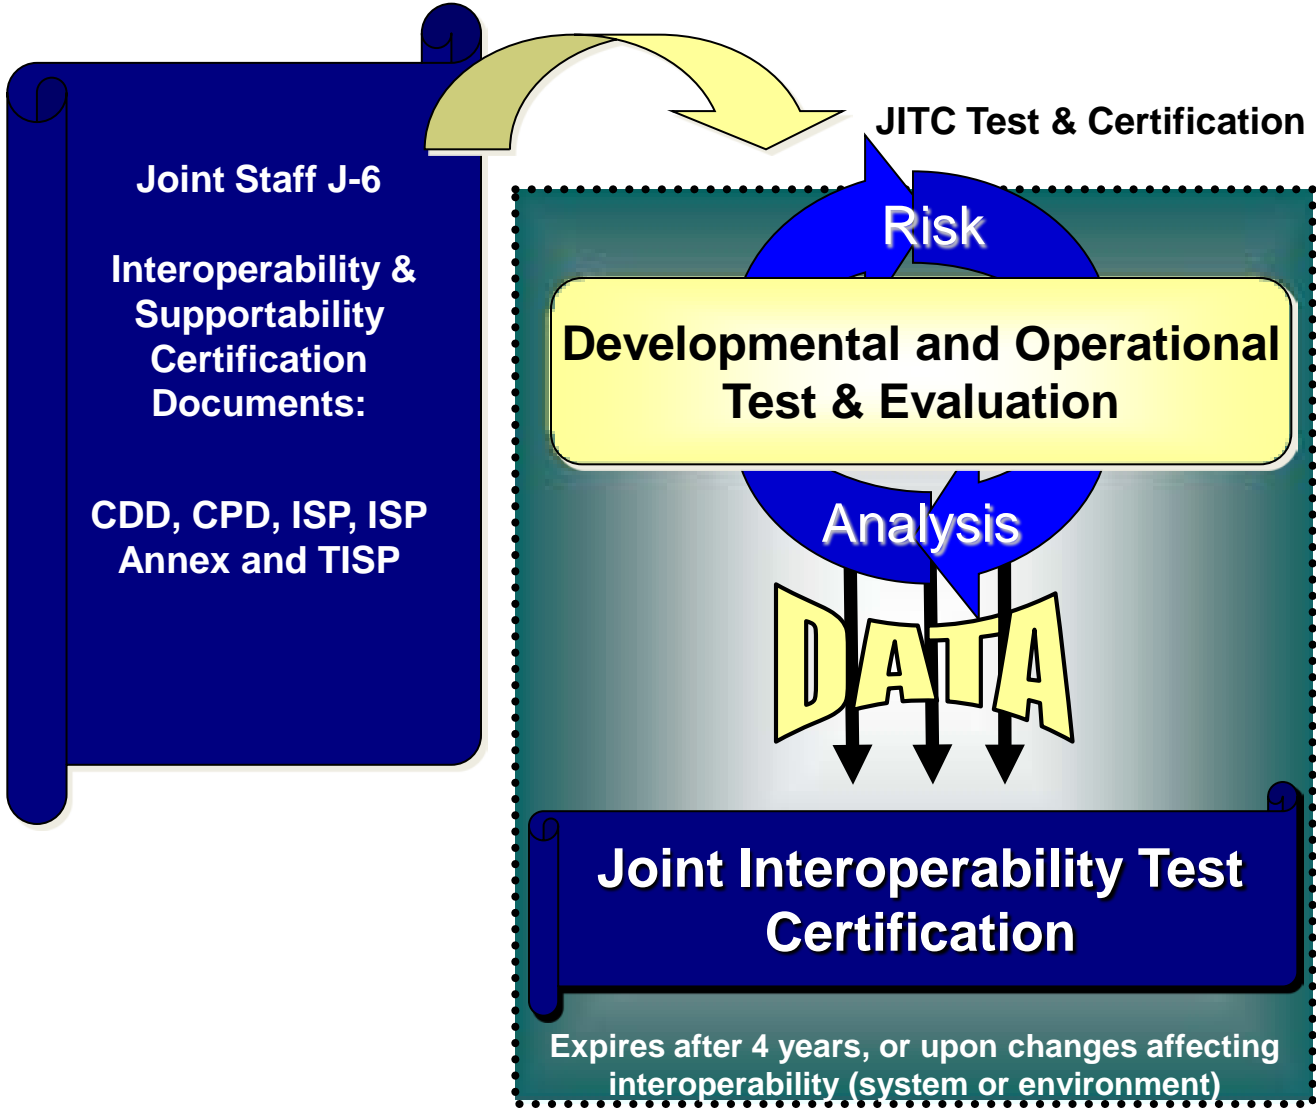 Joint Staff J-6
Interoperability &
Supportability
Certification
Documents:
CDD, CPD, ISP, ISP
Annex and TISP
JITC Test & Certification
Risk
Developmental and Operational
Test & Evaluation
Analysis
DATA
Joint Interoperability Test
Certification
Expires after 4 years, or upon changes affecting
interoperability (system or environment)